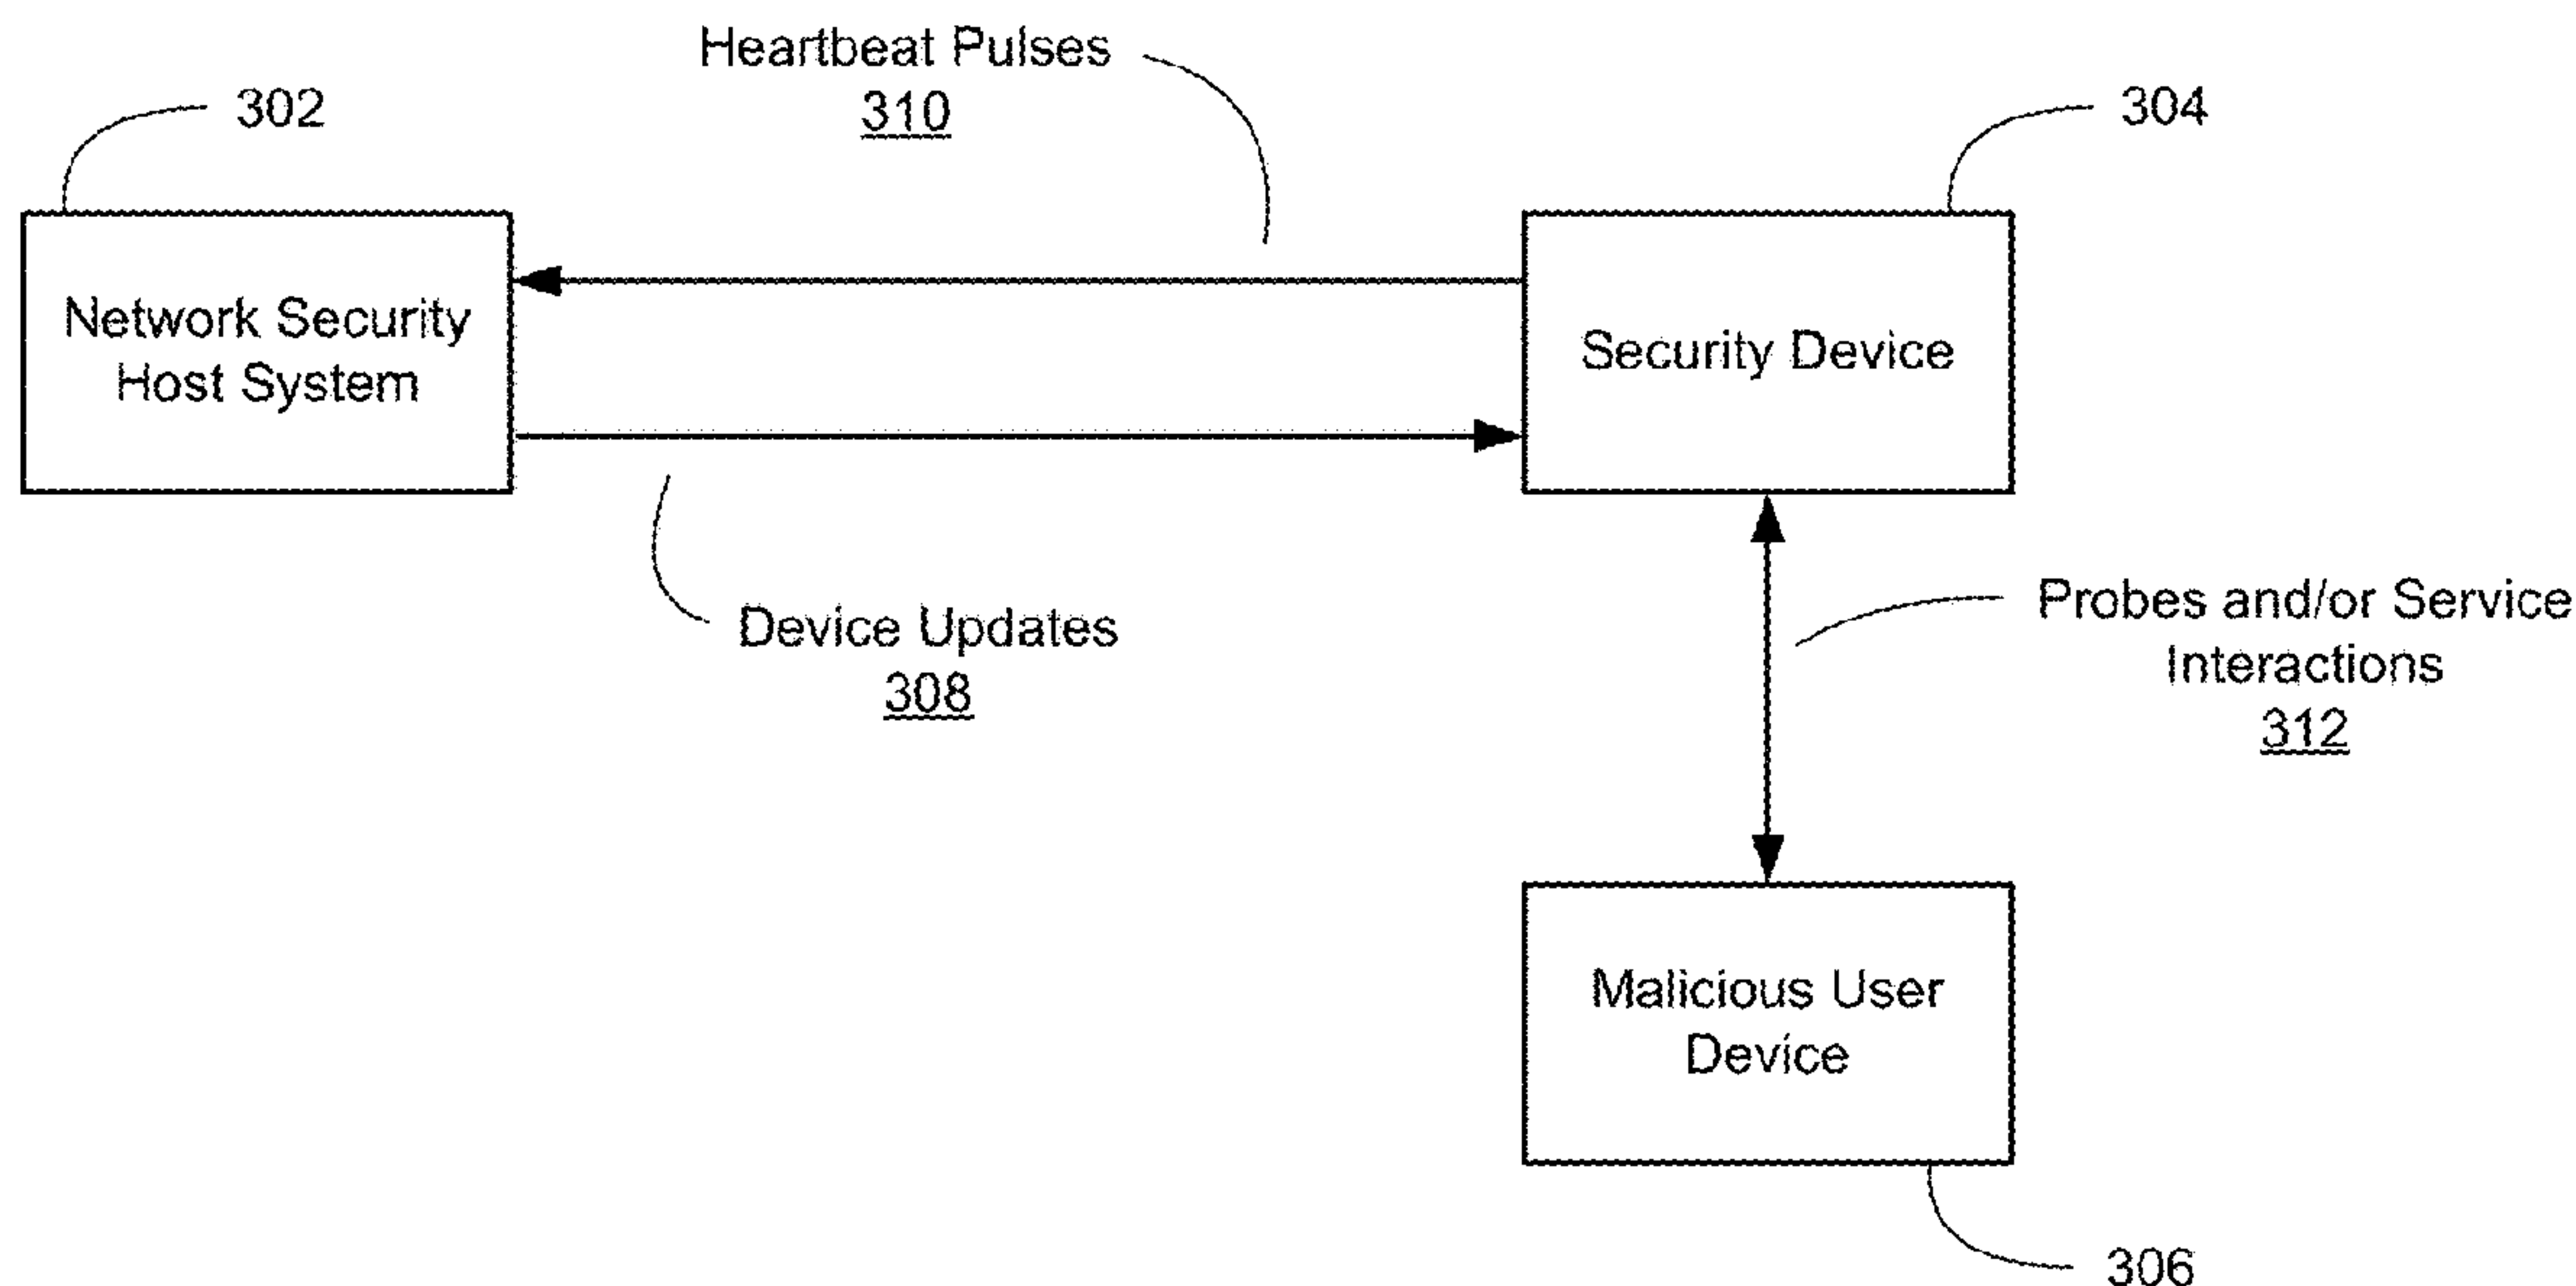 Heartbeat Pulses
310
302
304
Network Security
Host System
Security Device
Device Updates
308
Probes and/or Service
Interactions
312
Malicious User
Device
306